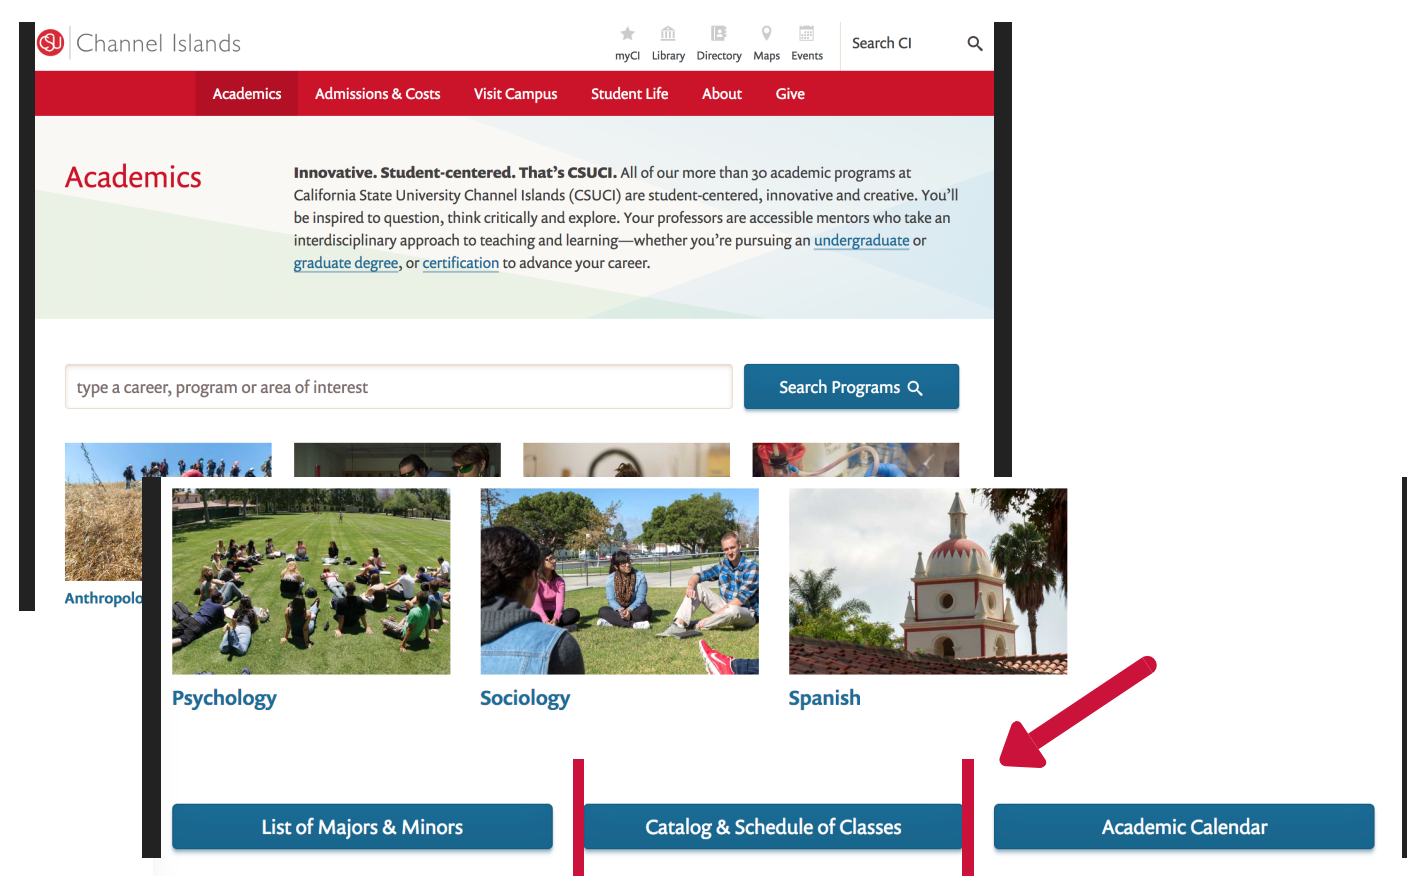 CSU Channel Islands
myCI Library Directory Maps Events
Search CI
Academics Admissions & Costs Visit Campus Student Life About Give
Academics
Innovative. Student-centered. That's CSUCI. All of our more than 30 academic programs at
California State University Channel Islands (CSUCI) are student-centered, innovative and creative. You'll
be inspired to question, think critically and explore. Your professors are accessible mentors who take an
interdisciplinary approach to teaching and learning—whether you're pursuing an undergraduate or
graduate degree, or certification to advance your career.
type a career, program or area of interest
Search Programs
Anthropolo
Psychology
Sociology
Spanish
List of Majors & Minors
Catalog & Schedule of Classes
Academic Calendar